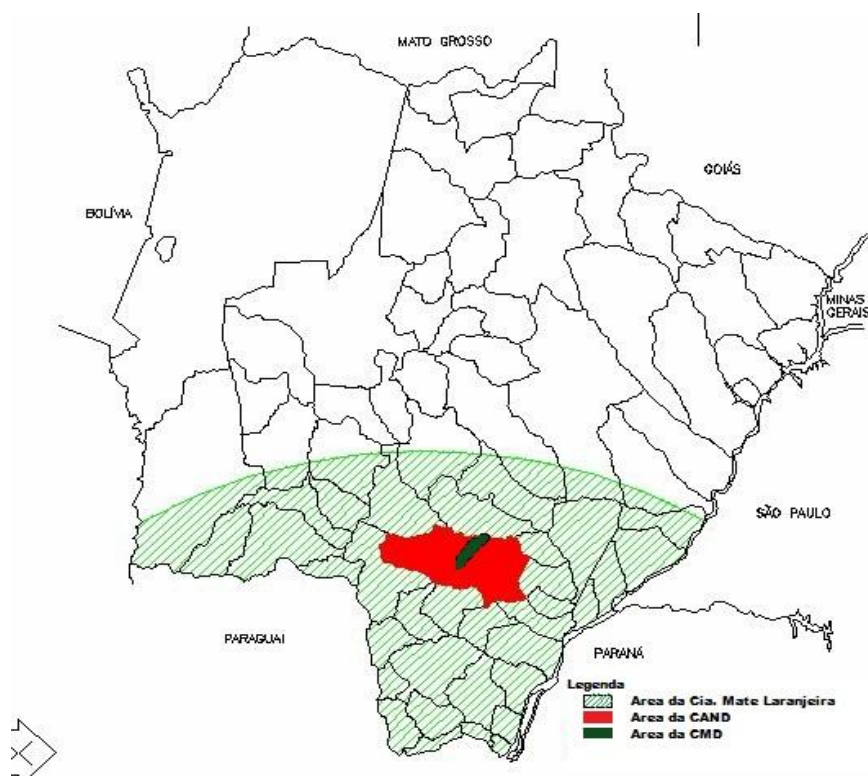 MATO GROSSO
GOIÁS
BOLÍVIA
MINAS
GERAIS
SÃO PAULO
PARAGUAI
PARANÁ
Legenda
Area da Cia. Mate Laranjeira
Area da CAND
Area da CMD